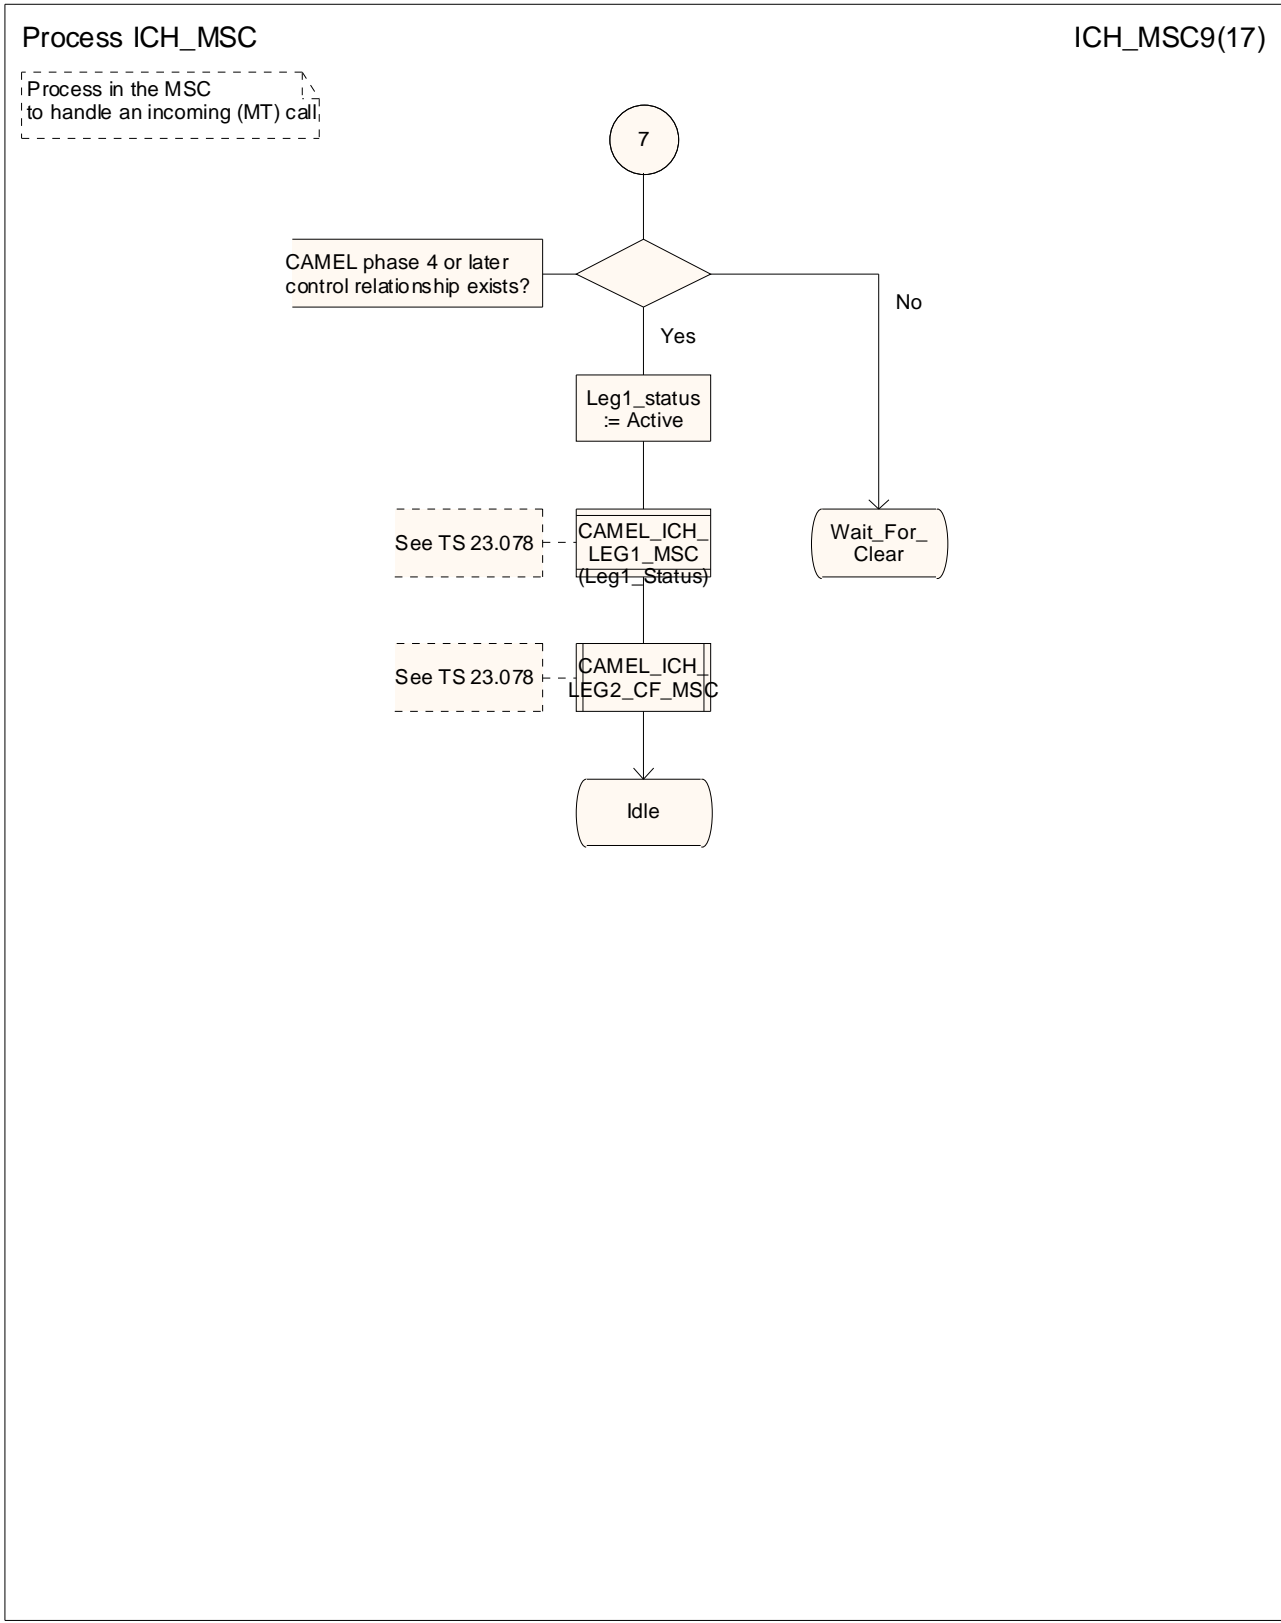 Process ICH_MSC
ICH_MSC9(17)
Process in the MSC
to handle an incoming (MT) call
7
CAMEL phase 4 or later
control relationship exists?
No
Yes
Leg1_status
:= Active
See TS 23.078
CAMEL_ICH_
LEG1_MSC
(Leg1_Status)
Wait_For_
Clear
See TS 23.078
CAMEL_ICH_
LEG2_CF_MSC
Idle